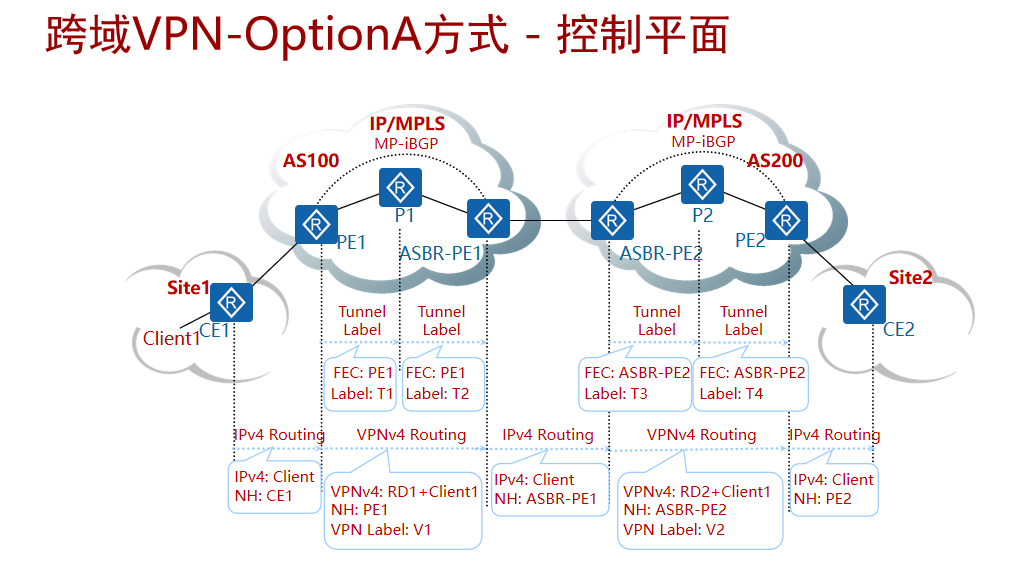 跨域VPN-OptionA方式 - 控制平面
IP/MPLS
MP-iBGP
AS100
R
P1
R
PE1
R
ASBR-PE1
IP/MPLS
MP-iBGP
AS200
R
P2
R
ASBR-PE2
R
PE2
Site1
R
CE1
Client1
Site2
R
CE2
Tunnel
Label
Tunnel
Label
Tunnel
Label
Tunnel
Label
FEC: PE1
Label: T1
FEC: PE1
Label: T2
FEC: ASBR-PE2
Label: T3
FEC: ASBR-PE2
Label: T4
IPv4 Routing
VPNv4 Routing
IPv4 Routing
VPNv4 Routing
IPv4 Routing
IPv4: Client
NH: CE1
VPNv4: RD1+Client1
NH: PE1
VPN Label: V1
IPv4: Client
NH: ASBR-PE1
VPNv4: RD2+Client1
NH: ASBR-PE2
VPN Label: V2
IPv4: Client
NH: PE2